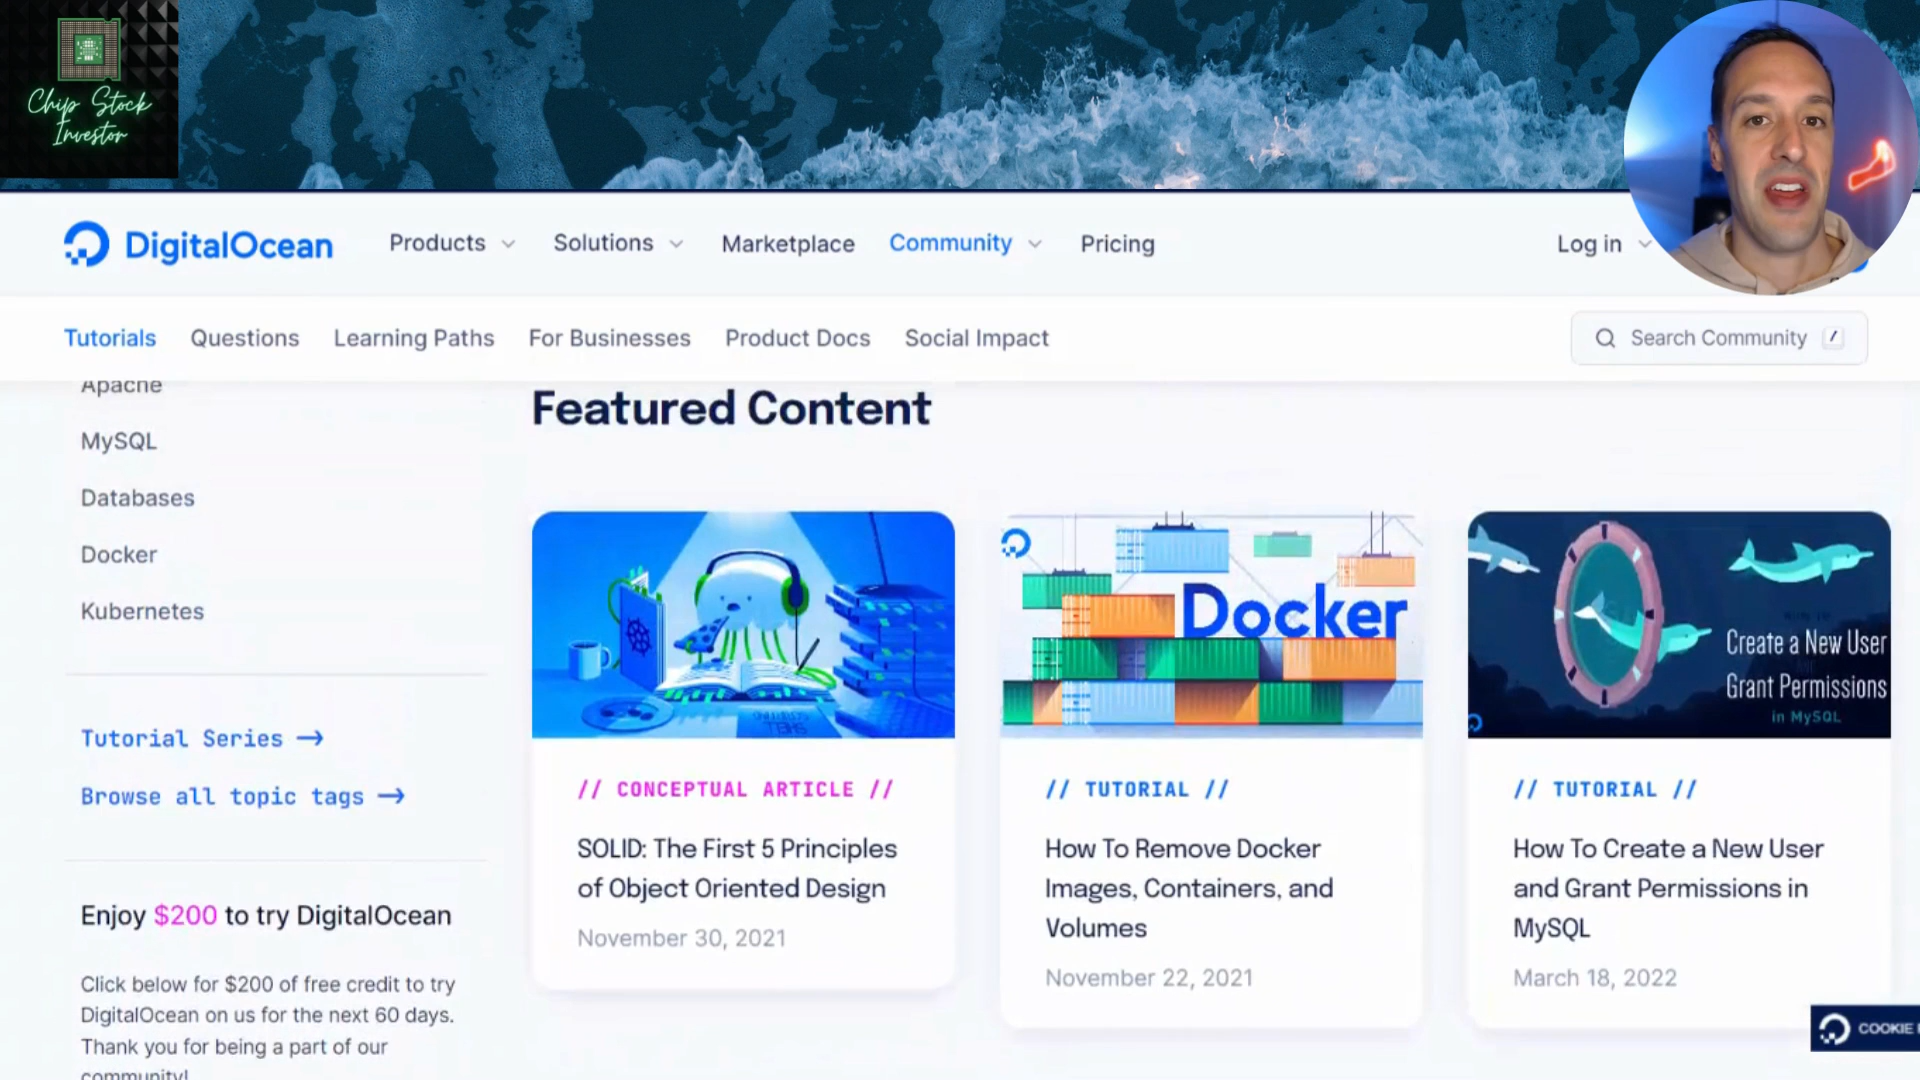 Chip Stock
Investor
DigitalOcean
Products
Solutions
Marketplace
Community
Pricing
Log in
Tutorials
Questions
Learning Paths
For Businesses
Product Docs
Social Impact
Search Community /
Apache
MySQL
Databases
Docker
Kubernetes
Tutorial Series →
Browse all topic tags →
Enjoy $200 to try DigitalOcean
Click below for $200 of free credit to try
DigitalOcean on us for the next 60 days.
Thank you for being a part of our
community!
Featured Content
// CONCEPTUAL ARTICLE //
SOLID: The First 5 Principles
of Object Oriented Design
November 30, 2021
Docker
// TUTORIAL //
How To Remove Docker
Images, Containers, and
Volumes
November 22, 2021
Create a New User
Grant Permissions
in MySQL
// TUTORIAL //
How To Create a New User
and Grant Permissions in
MySQL
March 18, 2022
COOKIE